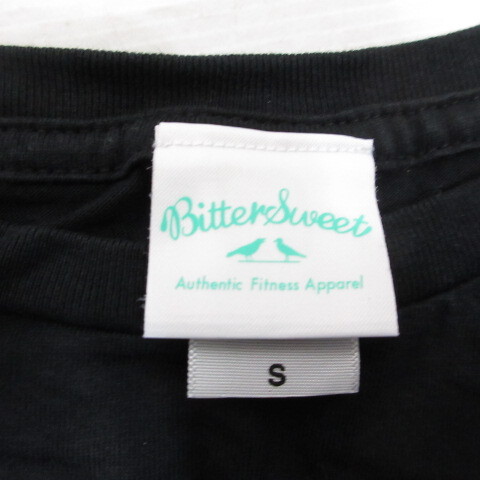 BitterSweet
Authentic Fitness Apparel
S